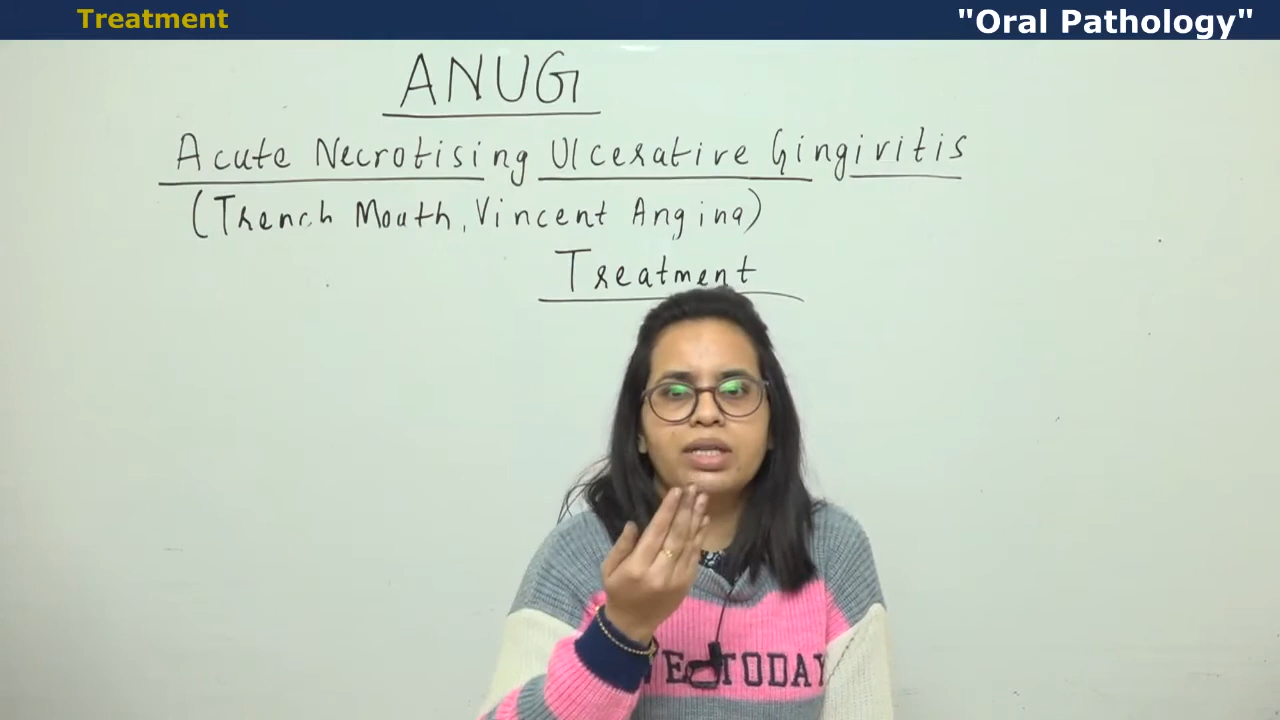 Treatment
"Oral Pathology"
ANUG
Acute Necrotising Ulcerative Gingivitis
(Trench Mouth, Vincent Angina)
Treatment
TODAY